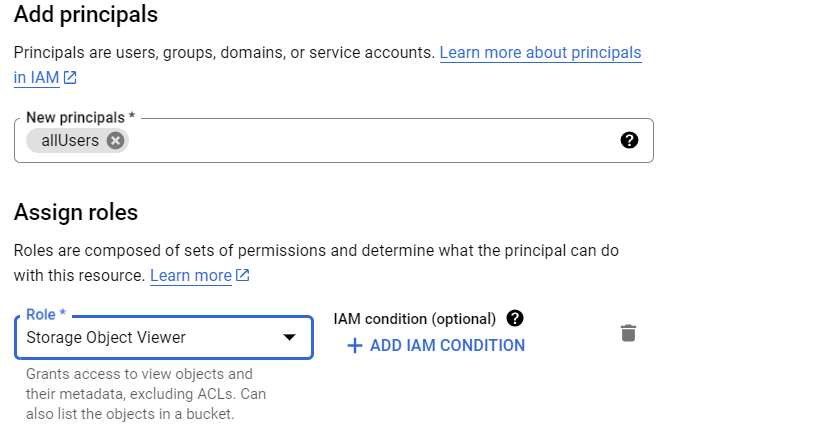 Add principals
Principals are users, groups, domains, or service accounts. Learn more about principals
in IAM
New principals *
allUsers
Assign roles
Roles are composed of sets of permissions and determine what the principal can do
with this resource. Learn more
Role *
Storage Object Viewer
IAM condition (optional)
+ ADD IAM CONDITION
Grants access to view objects and
their metadata, excluding ACLs. Can
also list the objects in a bucket.